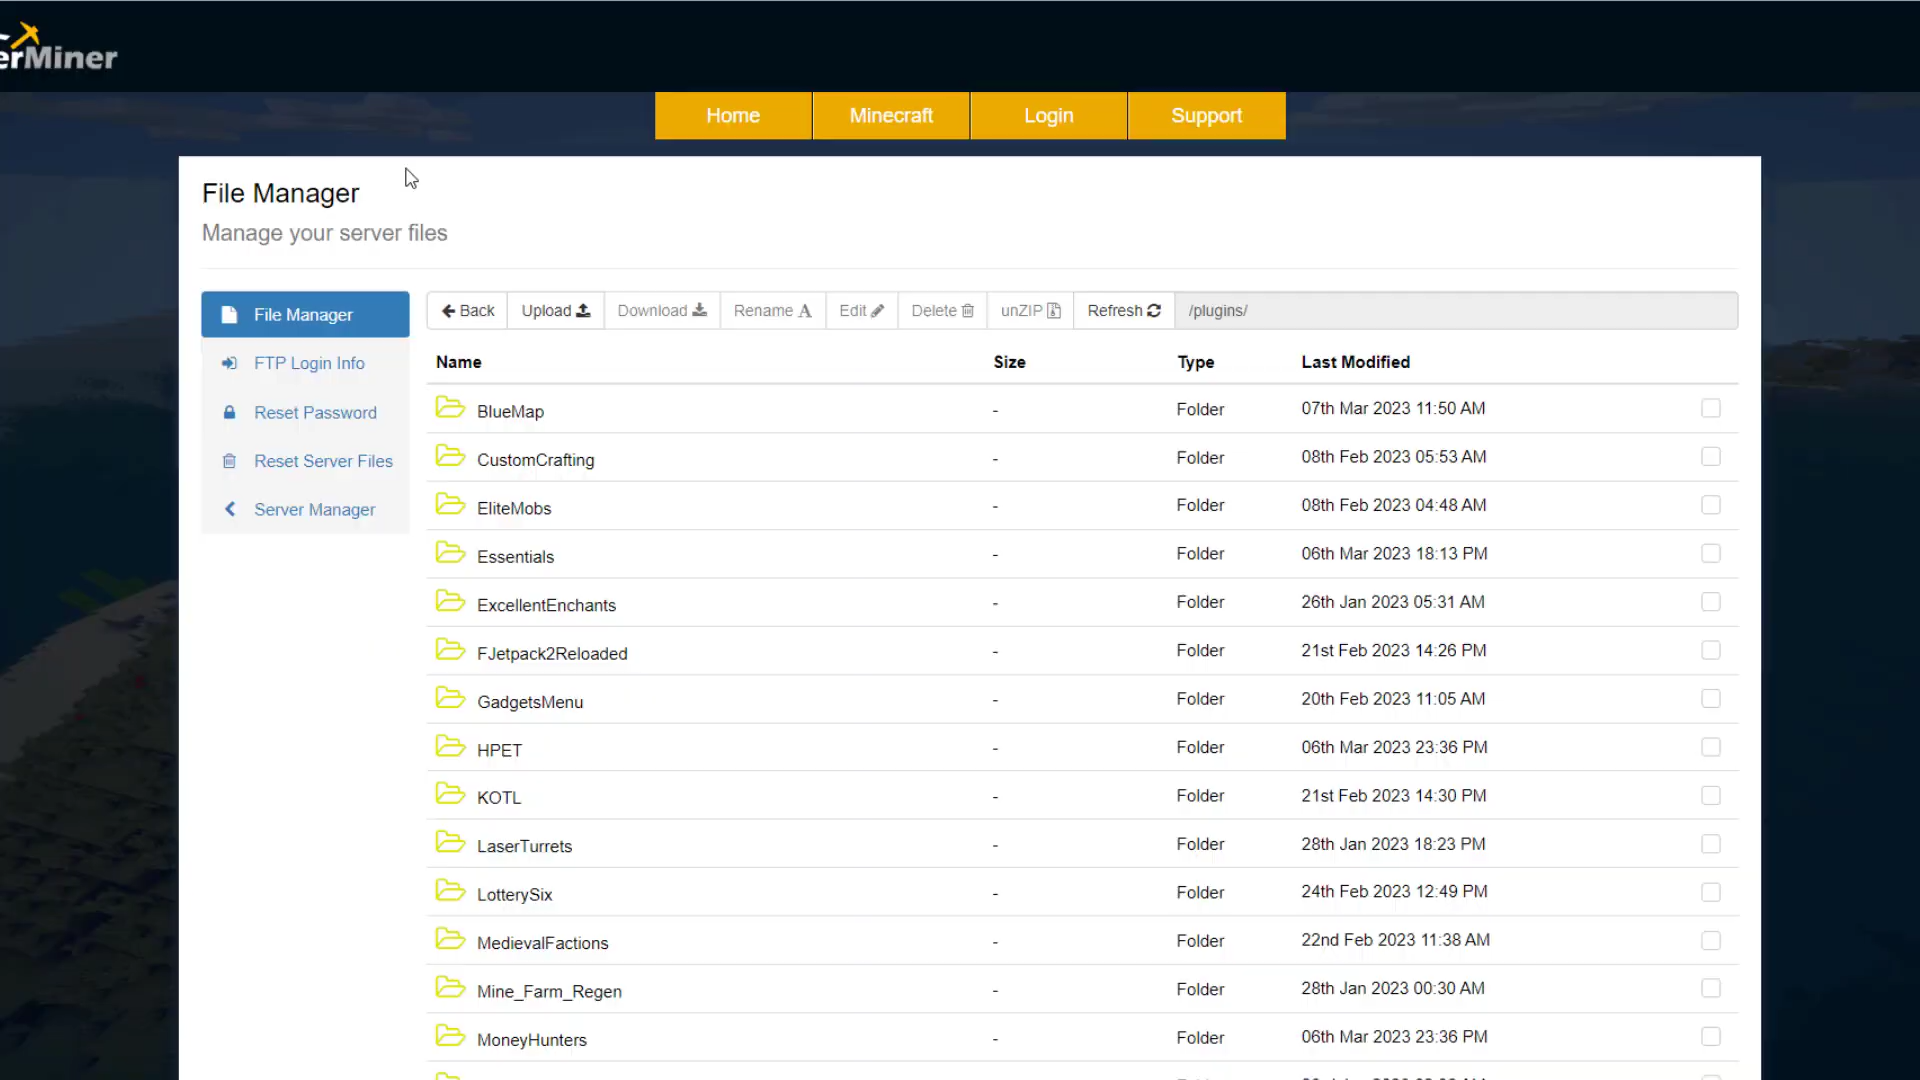 erMiner
Home Minecraft Login Support
File Manager
Manage your server files
File Manager
FTP Login Info
Reset Password
Reset Server Files
Server Manager
Back Upload Download Rename Edit Delete unZIP Refresh /plugins/
Name Size Type Last Modified
BlueMap - Folder 07th Mar 2023 11:50 AM
CustomCrafting - Folder 08th Feb 2023 05:53 AM
EliteMobs - Folder 08th Feb 2023 04:48 AM
Essentials - Folder 06th Mar 2023 18:13 PM
ExcellentEnchants - Folder 26th Jan 2023 05:31 AM
FJetpack2Reloaded - Folder 21st Feb 2023 14:26 PM
GadgetsMenu - Folder 20th Feb 2023 11:05 AM
HPET - Folder 06th Mar 2023 23:36 PM
KOTL - Folder 21st Feb 2023 14:30 PM
LaserTurrets - Folder 28th Jan 2023 18:23 PM
LotterySix - Folder 24th Feb 2023 12:49 PM
MedievalFactions - Folder 22nd Feb 2023 11:38 AM
Mine_Farm_Regen - Folder 28th Jan 2023 00:30 AM
MoneyHunters - Folder 06th Mar 2023 23:36 PM